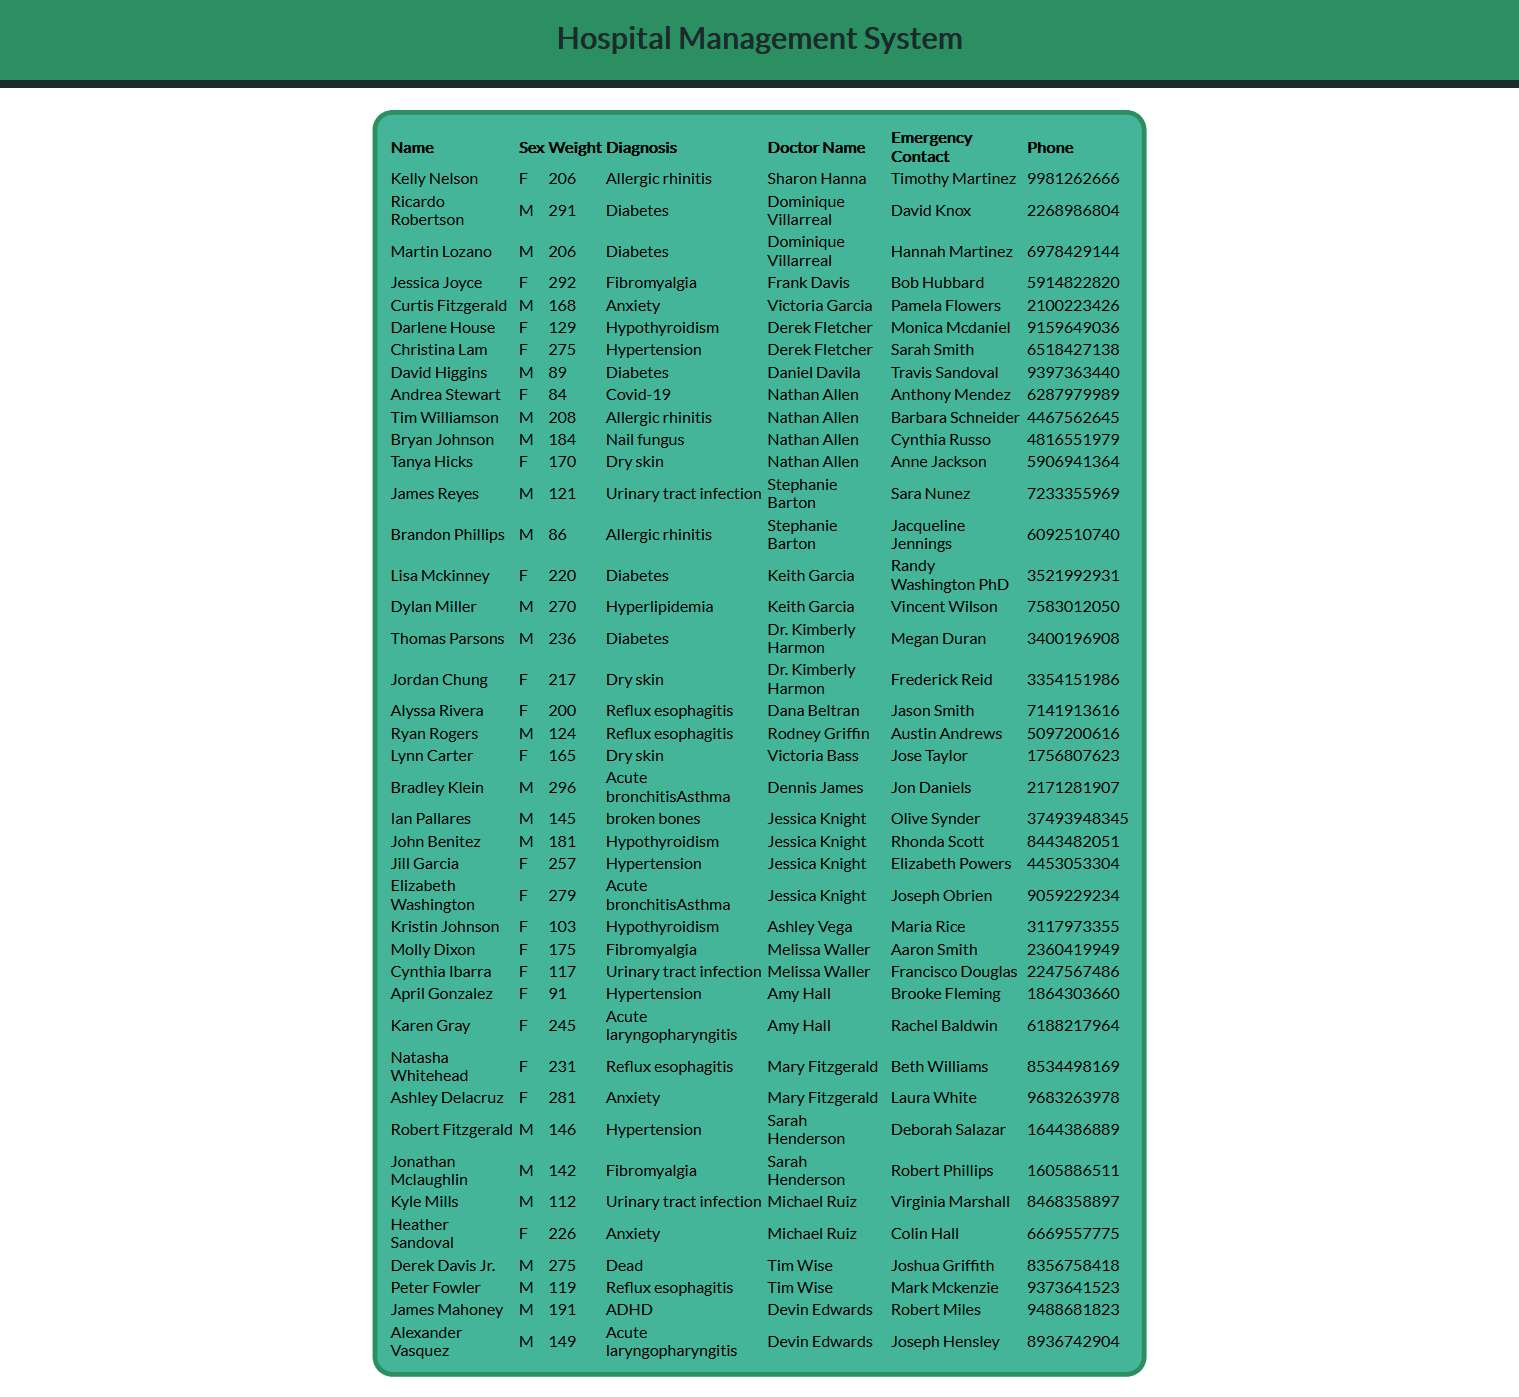 Hospital Management System
Name Sex Weight Diagnosis Doctor Name Emergency Contact Phone
Kelly Nelson F 206 Allergic rhinitis Sharon Hanna Timothy Martinez 9981262666
Ricardo Robertson M 291 Diabetes Dominique Villarreal David Knox 2268986804
Martin Lozano M 206 Diabetes Dominique Villarreal Hannah Martinez 6978429144
Jessica Joyce F 292 Fibromyalgia Frank Davis Bob Hubbard 5914822820
Curtis Fitzgerald M 168 Anxiety Victoria Garcia Pamela Flowers 2100223426
Darlene House F 129 Hypothyroidism Derek Fletcher Monica Mcdaniel 9159649036
Christina Lam F 275 Hypertension Derek Fletcher Sarah Smith 6518427138
David Higgins M 89 Diabetes Daniel Davila Travis Sandoval 9397363440
Andrea Stewart F 84 Covid-19 Nathan Allen Anthony Mendez 6287979989
Tim Williamson M 208 Allergic rhinitis Nathan Allen Barbara Schneider 4467562645
Bryan Johnson M 184 Nail fungus Nathan Allen Cynthia Russo 4816551979
Tanya Hicks F 170 Dry skin Nathan Allen Anne Jackson 5906941364
James Reyes M 121 Urinary tract infection Stephanie Barton Sara Nunez 7233355969
Brandon Phillips M 86 Allergic rhinitis Stephanie Barton Jacqueline Jennings 6092510740
Lisa Mckinney F 220 Diabetes Keith Garcia Randy Washington PhD 3521992931
Dylan Miller M 270 Hyperlipidemia Keith Garcia Vincent Wilson 7583012050
Thomas Parsons M 236 Diabetes Dr. Kimberly Harmon Megan Duran 3400196908
Jordan Chung F 217 Dry skin Dr. Kimberly Harmon Frederick Reid 3354151986
Alyssa Rivera F 200 Reflux esophagitis Dana Beltran Jason Smith 7141913616
Ryan Rogers M 124 Reflux esophagitis Rodney Griffin Austin Andrews 5097200616
Lynn Carter F 165 Dry skin Victoria Bass Jose Taylor 1756807623
Bradley Klein M 296 Acute bronchitisAsthma Dennis James Jon Daniels 2171281907
Ian Pallares M 145 broken bones Jessica Knight Olive Synder 37493948345
John Benitez M 181 Hypothyroidism Jessica Knight Rhonda Scott 8443482051
Jill Garcia F 257 Hypertension Jessica Knight Elizabeth Powers 4453053304
Elizabeth Washington F 279 Acute bronchitisAsthma Jessica Knight Joseph Obrien 9059229234
Kristin Johnson F 103 Hypothyroidism Ashley Vega Maria Rice 3117973355
Molly Dixon F 175 Fibromyalgia Melissa Waller Aaron Smith 2360419949
Cynthia Ibarra F 117 Urinary tract infection Melissa Waller Francisco Douglas 2247567486
April Gonzalez F 91 Hypertension Amy Hall Brooke Fleming 1864303660
Karen Gray F 245 Acute laryngopharyngitis Amy Hall Rachel Baldwin 6188217964
Natasha Whitehead F 231 Reflux esophagitis Mary Fitzgerald Beth Williams 8534498169
Ashley Delacruz F 281 Anxiety Mary Fitzgerald Laura White 9683263978
Robert Fitzgerald M 146 Hypertension Sarah Henderson Deborah Salazar 1644386889
Jonathan Mclaughlin M 142 Fibromyalgia Sarah Henderson Robert Phillips 1605886511
Kyle Mills M 112 Urinary tract infection Michael Ruiz Virginia Marshall 8468358897
Heather Sandoval F 226 Anxiety Michael Ruiz Colin Hall 6669557775
Derek Davis Jr. M 275 Dead Tim Wise Joshua Griffith 8356758418
Peter Fowler M 119 Reflux esophagitis Tim Wise Mark Mckenzie 9373641523
James Mahoney M 191 ADHD Devin Edwards Robert Miles 9488681823
Alexander Vasquez M 149 Acute laryngopharyngitis Devin Edwards Joseph Hensley 8936742904